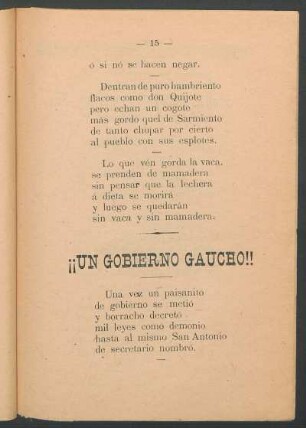 — 15 —
ó si nó se hacen negar.
Dentran de puro hambriento
flacos como don Quijote
pero echan un cogote
mas gordo quel de Sarmiento
de tanto chupar por cierto
al pueblo con sus esplotes.
Lo que vén gorda la vaca,
se prenden de mamadera
sin pensar que la lechera
á dieta se morirá
y luego se quedarán
sin vaca y sin mamadera.
¡¡UN GOBIERNO GAUCHO!!
Una vez un paisanito
de gobierno se metió
y borracho decretó
mil leyes como demonio
hasta al mismo San Antonio
de secretario nombró.